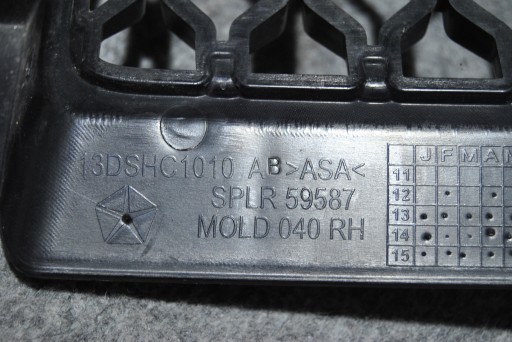 13DSHC1010 AB >ASA<
SPLR 59587
MOLD 040 RH
J F M A
11
12
13
14
15